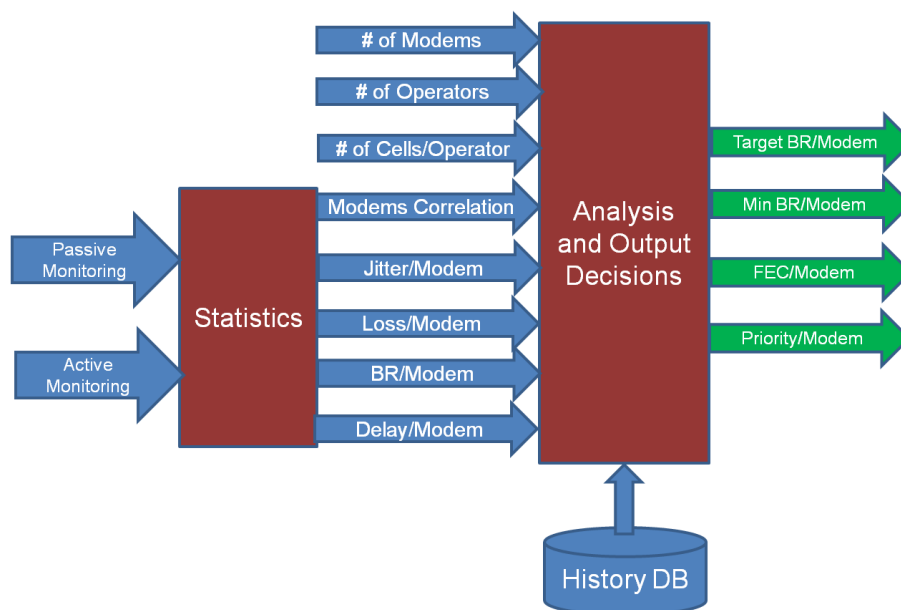 # of Modems
# of Operators
# of Cells/Operator
Modems Correlation
Jitter/Modem
Loss/Modem
BR/Modem
Delay/Modem
Passive
Monitoring
Active
Monitoring
Statistics
Analysis
and Output
Decisions
Target BR/Modem
Min BR/Modem
FEC/Modem
Priority/Modem
History DB